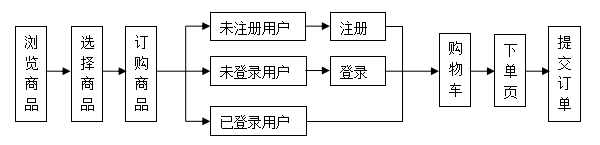 浏览商品
选择商品
订购商品
未注册用户
注册
未登录用户
登录
已登录用户
购物车
下单页
提交订单